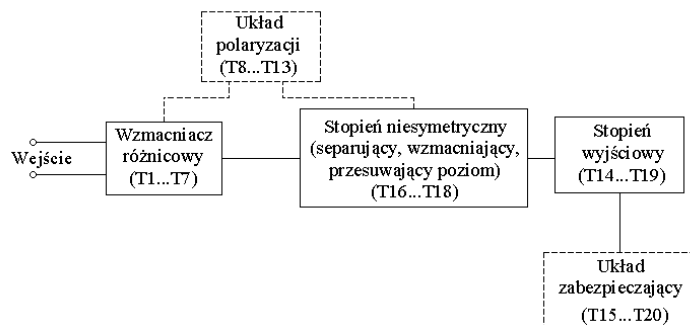 Układ
polaryzacji
(T8...T13)
Wejście
Wzmacniacz
różnicowy
(T1...T7)
Stopień niesymetryczny
(separujący, wzmacniający,
przesuwający poziom)
(T16...T18)
Stopień
wyjściowy
(T14...T19)
Układ
zabezpieczający
(T15...T20)